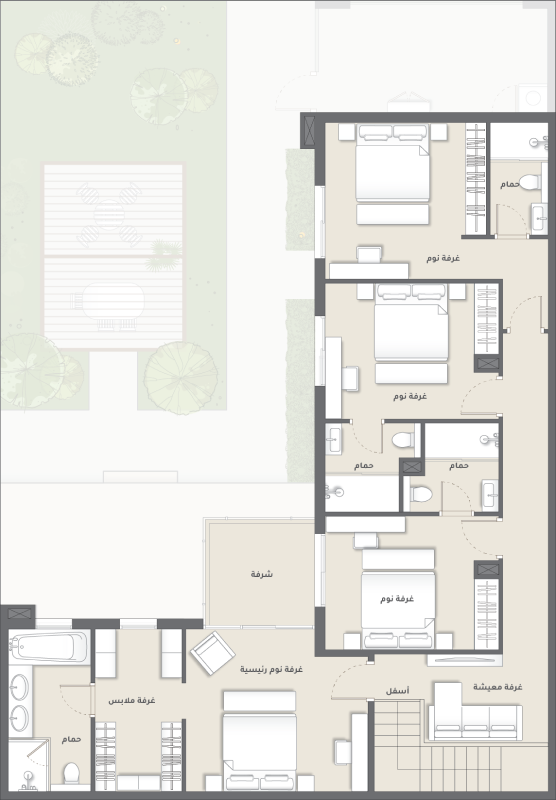 حمام
غرفة نوم
غرفة نوم
حمام
حمام
شرفة
غرفة نوم
غرفة نوم رئيسية
أسفل
غرفة معيشة
غرفة ملابس
حمام